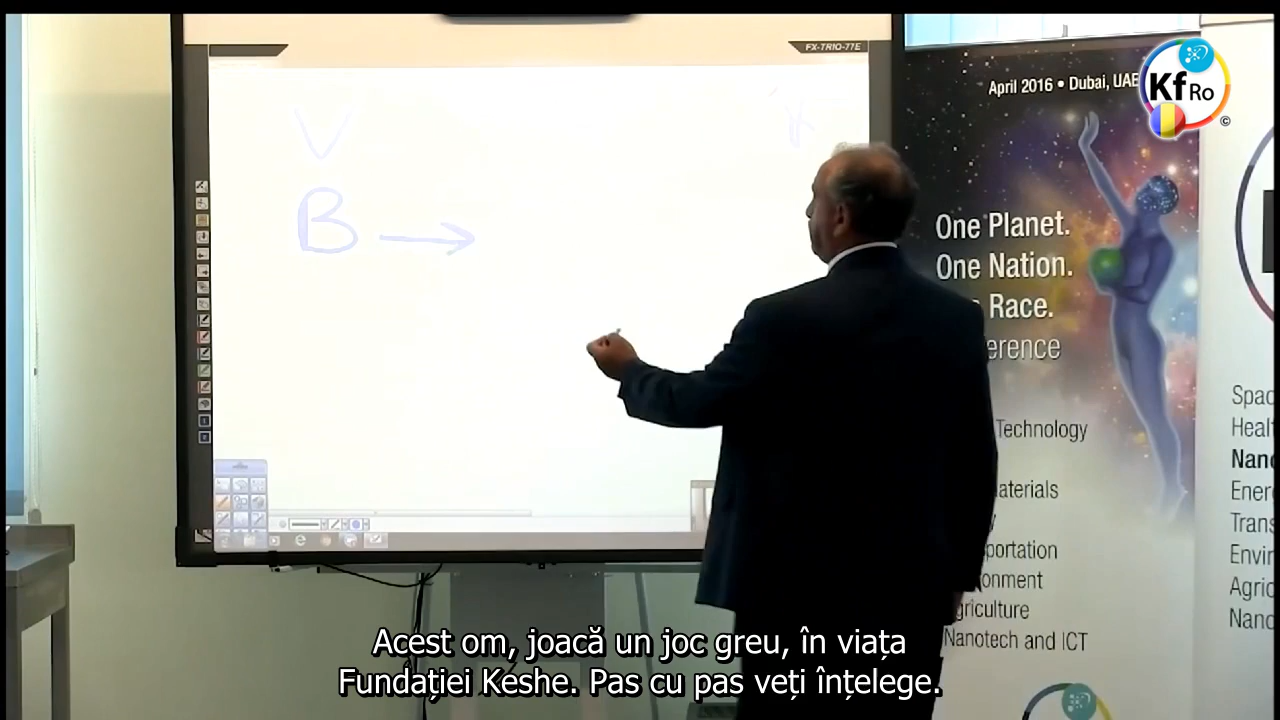 FX-TRIO-77E
V
B →
April 2016 • Dubai, UAE
Kf Ro
©
One Planet.
One Nation.
Race.
erence
Technology
aterials
y
portation
onment
griculture
Nanotech and ICT
Spac
Healt
Nano
Ener
Trans
Envir
Agric
Nano
Acest om, joacă un joc greu, în viața
Fundației Keshe. Pas cu pas veți înțelege.